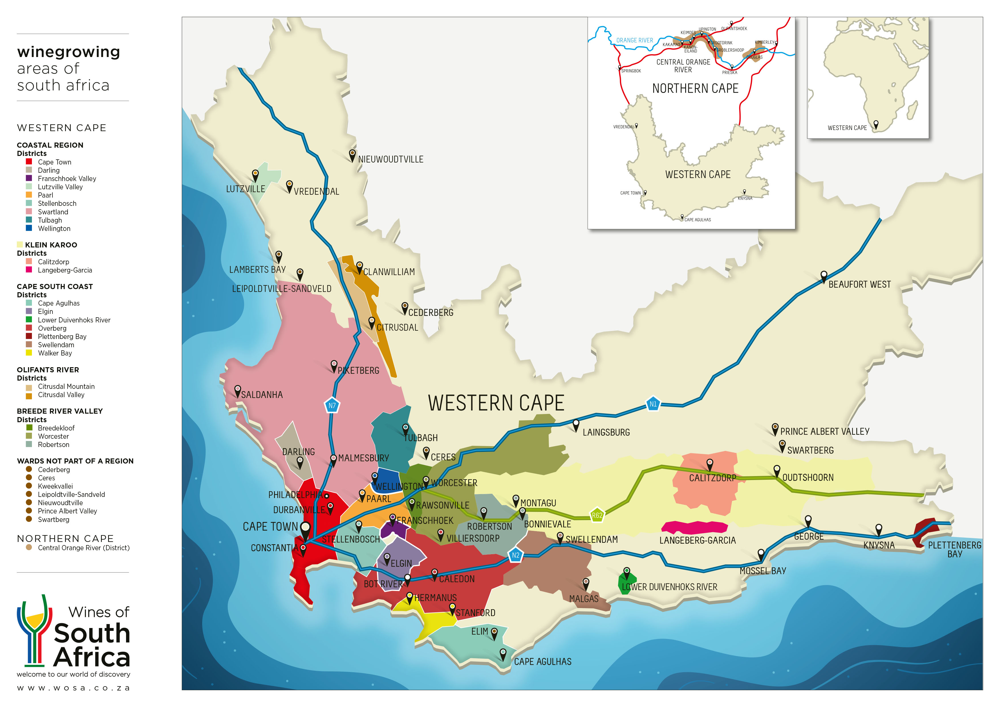 winegrowing
areas of
south africa
WESTERN CAPE
COASTAL REGION
Districts
Cape Town
Darling
Franschhoek Valley
Lutzville Valley
Paarl
Stellenbosch
Swartland
Tulbagh
Wellington
KLEIN KAROO
Districts
Calitzdorp
Langeberg-Garcia
CAPE SOUTH COAST
Districts
Cape Agulhas
Elgin
Lower Duivenhoks River
Overberg
Plettenberg Bay
Swellendam
Walker Bay
OLIFANTS RIVER
Districts
Citrusdal Mountain
Citrusdal Valley
BREEDE RIVER VALLEY
Districts
Breedekloof
Worcester
Robertson
WARDS NOT PART OF A REGION
Cederberg
Ceres
Kweekvallei
Leipoldtville-Sandveld
Nieuwoudtville
Prince Albert Valley
Swartberg
NORTHERN CAPE
Central Orange River (District)
Wines of
South
Africa
welcome to our world of discovery
www.wosa.co.za
OLIFANTSHOEK
UPINGTON
KEIMOES
ORANGE RIVER
KAKAMAS
KANON-
EILAND
GROOTDRINK
KIMBERLEY
GROBLERSHOOP
DOUGLAS
CENTRAL ORANGE
RIVER
SPRINGBOK
PRIESKA
NORTHERN CAPE
VREDENDAL
WESTERN CAPE
CAPE TOWN
KNYSNA
CAPE AGULHAS
WESTERN CAPE
NIEUWOUDTVILLE
LUTZVILLE
VREDENDAL
LAMBERTS BAY
CLANWILLIAM
LEIPOLDTVILLE-SANDVELD
BEAUFORT WEST
CEDERBERG
CITRUSDAL
PIKETBERG
SALDANHA
WESTERN CAPE
N7
N1
LAINGSBURG
PRINCE ALBERT VALLEY
TULBAGH
SWARTBERG
DARLING
MALMESBURY
CERES
CALITZDORP
OUDTSHOORN
WELLINGTON
WORCESTER
PHILADELPHIA
PAARL
RAWSONVILLE
MONTAGU
DURBANVILLE
R62
FRANSCHHOEK
BONNIEVALE
CAPE TOWN
ROBERTSON
STELLENBOSCH
VILLIERSDORP
SWELLENDAM
LANGEBERG-GARCIA
GEORGE
KNYSNA
PLETTENBERG
BAY
CONSTANTIA
N2
ELGIN
MOSSEL BAY
BOT RIVER
CALEDON
LOWER DUIVENHOKS RIVER
HERMANUS
MALGAS
STANFORD
ELIM
CAPE AGULHAS